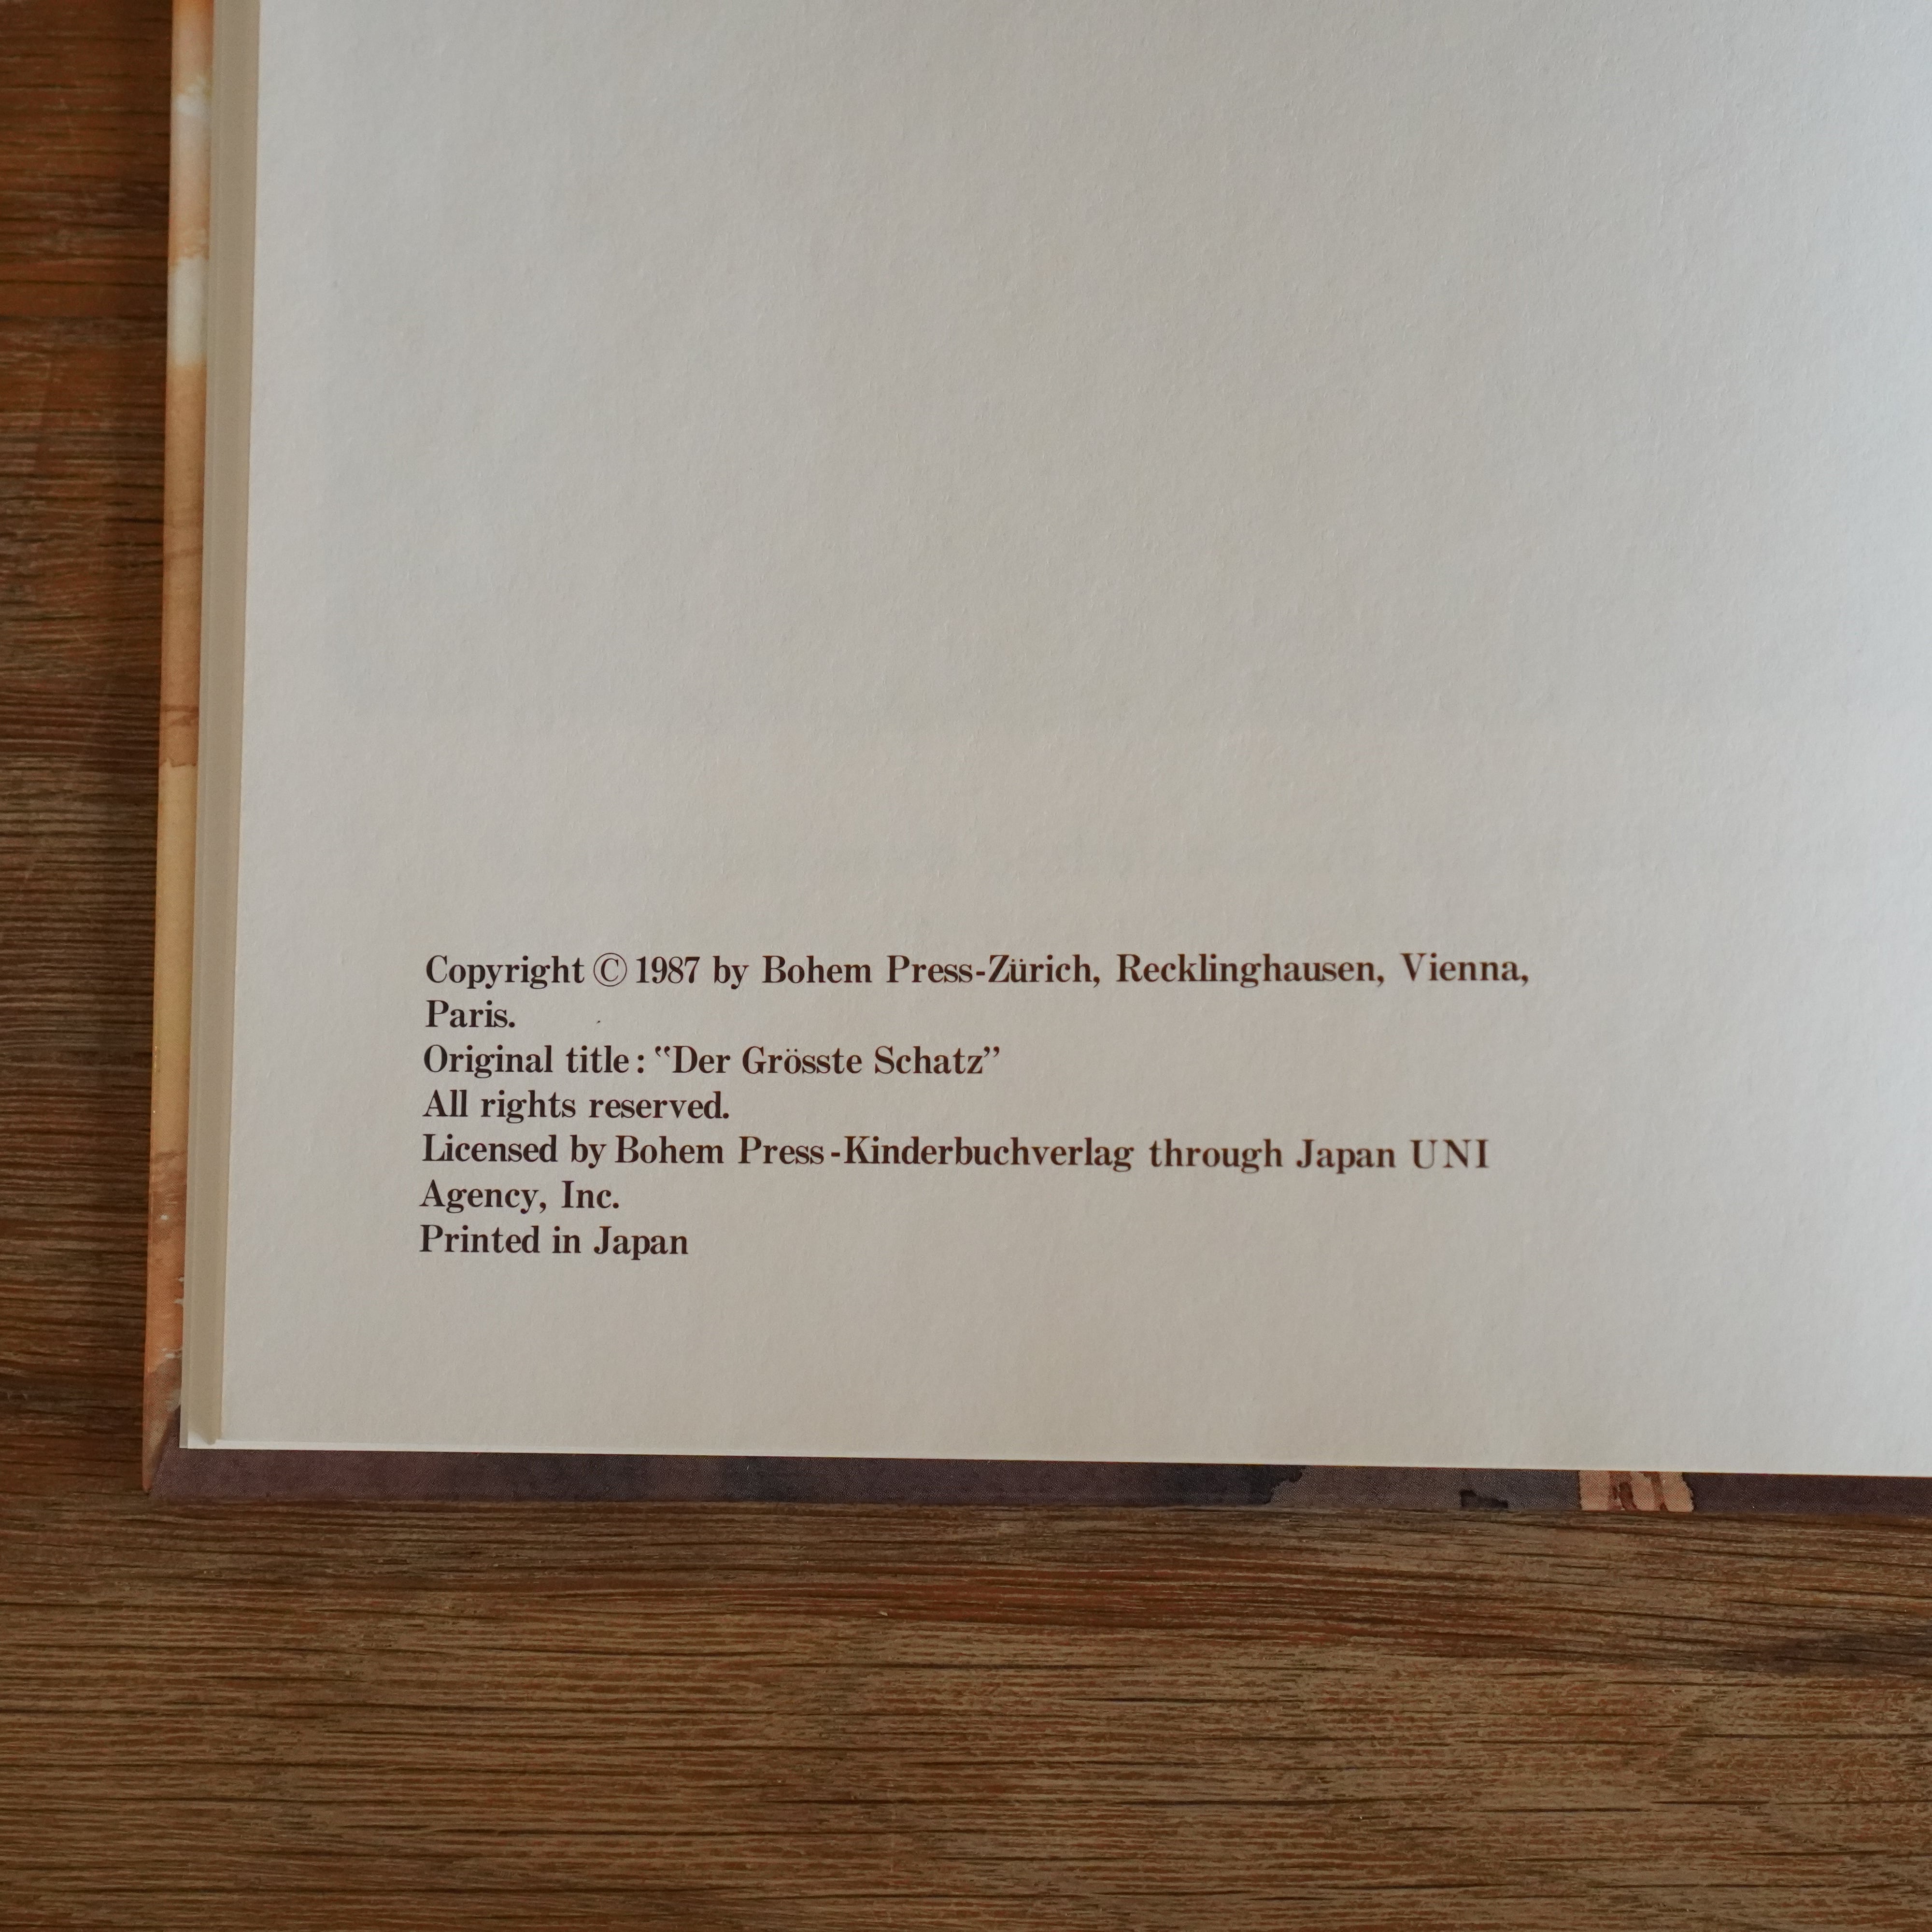 Copyright © 1987 by Bohem Press-Zürich, Recklinghausen, Vienna,
Paris.
Original title: “Der Grösste Schatz”
All rights reserved.
Licensed by Bohem Press-Kinderbuchverlag through Japan UNI
Agency, Inc.
Printed in Japan